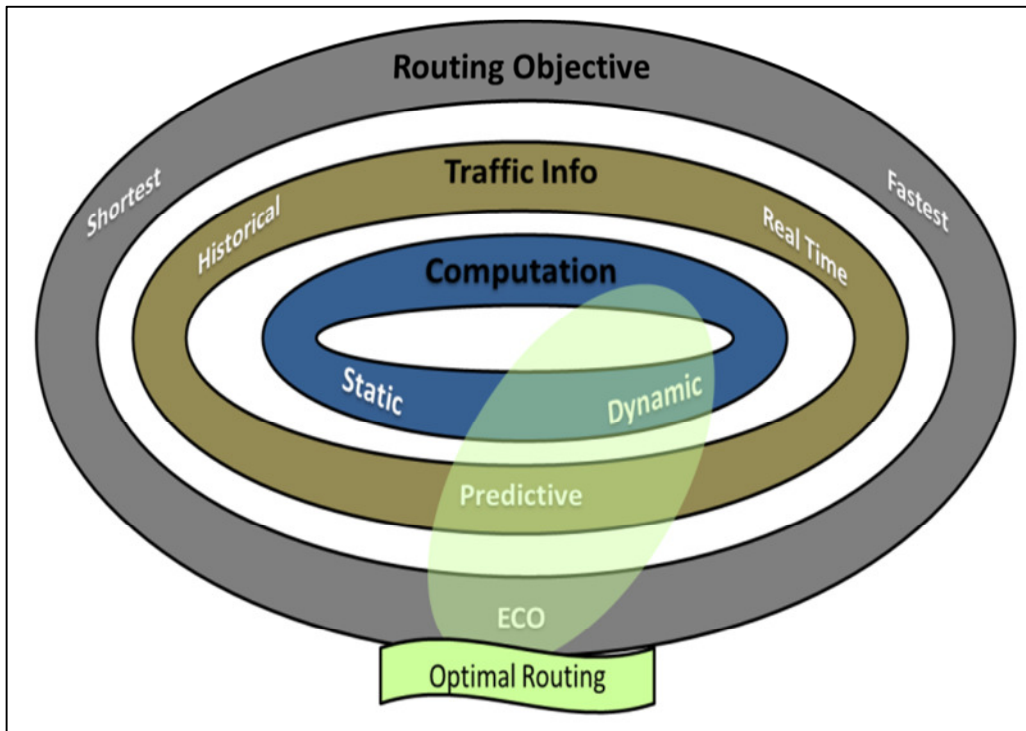 Routing Objective
Shortest
Fastest
Traffic Info
Historical
Real Time
Computation
Static
Dynamic
Predictive
ECO
Optimal Routing